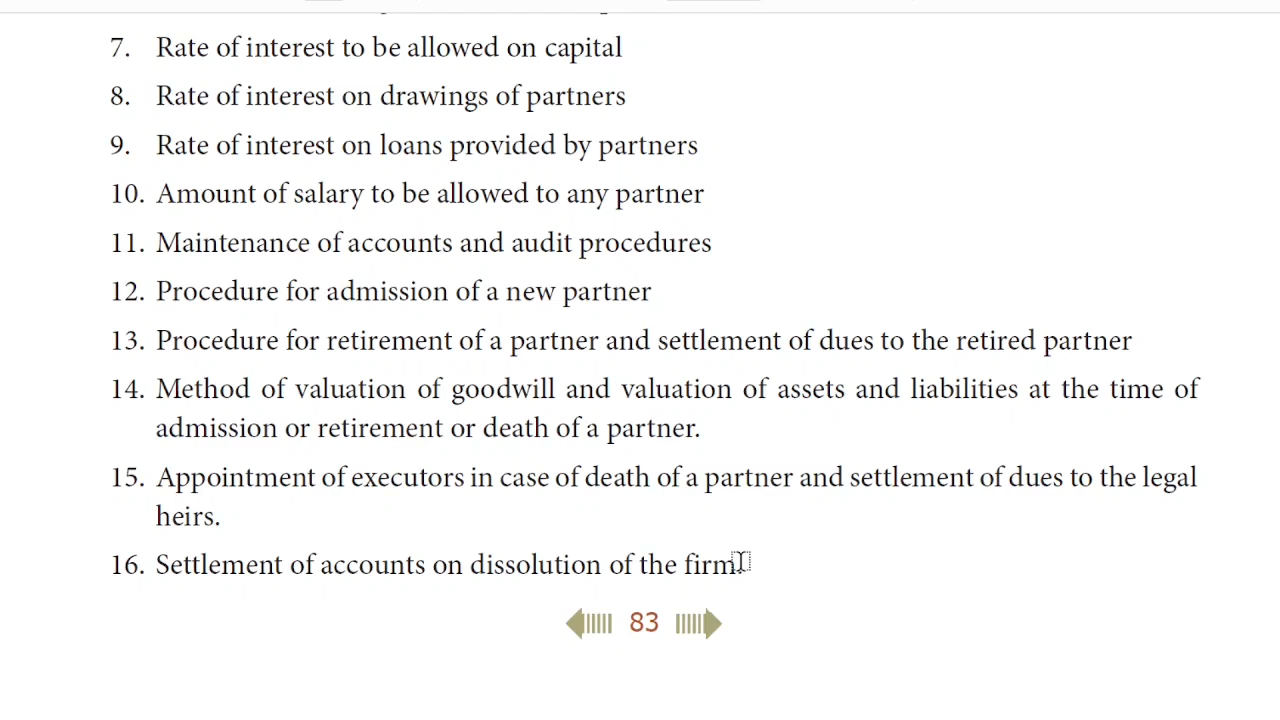 7. Rate of interest to be allowed on capital
8. Rate of interest on drawings of partners
9. Rate of interest on loans provided by partners
10. Amount of salary to be allowed to any partner
11. Maintenance of accounts and audit procedures
12. Procedure for admission of a new partner
13. Procedure for retirement of a partner and settlement of dues to the retired partner
14. Method of valuation of goodwill and valuation of assets and liabilities at the time of
admission or retirement or death of a partner.
15. Appointment of executors in case of death of a partner and settlement of dues to the legal
heirs.
16. Settlement of accounts on dissolution of the firm.
83